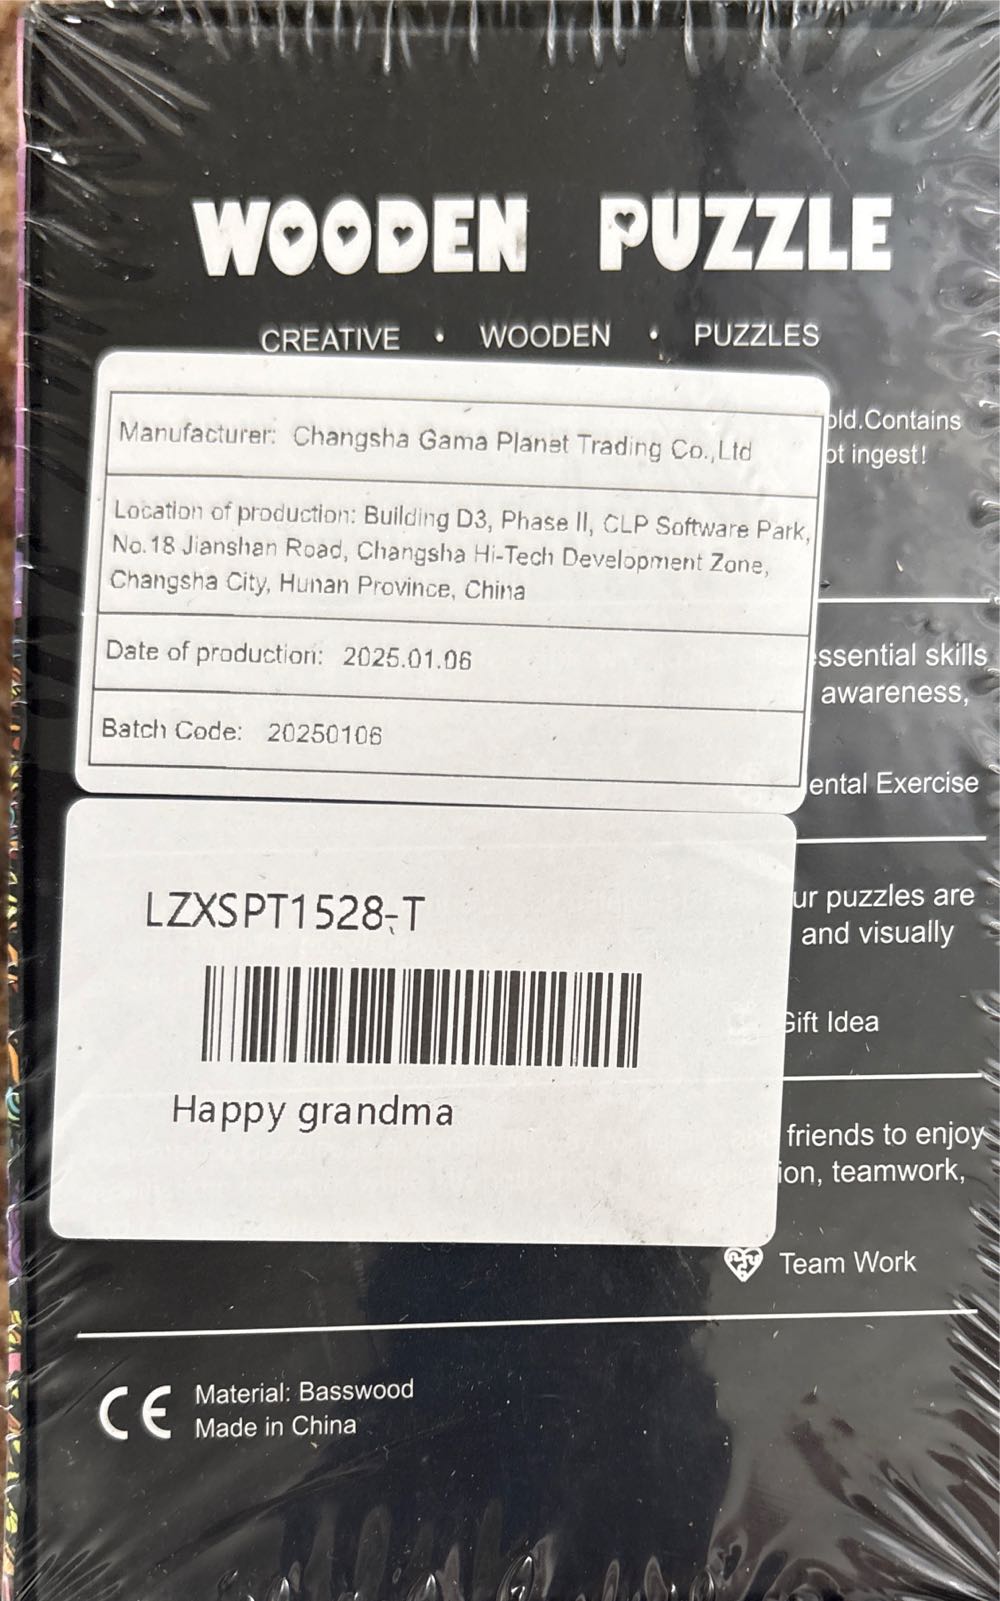 WOODEN PUZZLE
CREATIVE • WOODEN • PUZZLES
old.Contains
ot ingest!
Manufacturer: Changsha Gama Planet Trading Co.,Ltd
Location of production: Building D3, Phase II, CLP Software Park,
No.18 Jianshan Road, Changsha Hi-Tech Development Zone,
Changsha City, Hunan Province, China
Date of production: 2025.01.06
Batch Code: 20250106
essential skills
awareness,
ental Exercise
ur puzzles are
and visually
Gift Idea
friends to enjoy
ion, teamwork,
Team Work
LZXSPT1528-T
Happy grandma
CE
Material: Basswood
Made in China